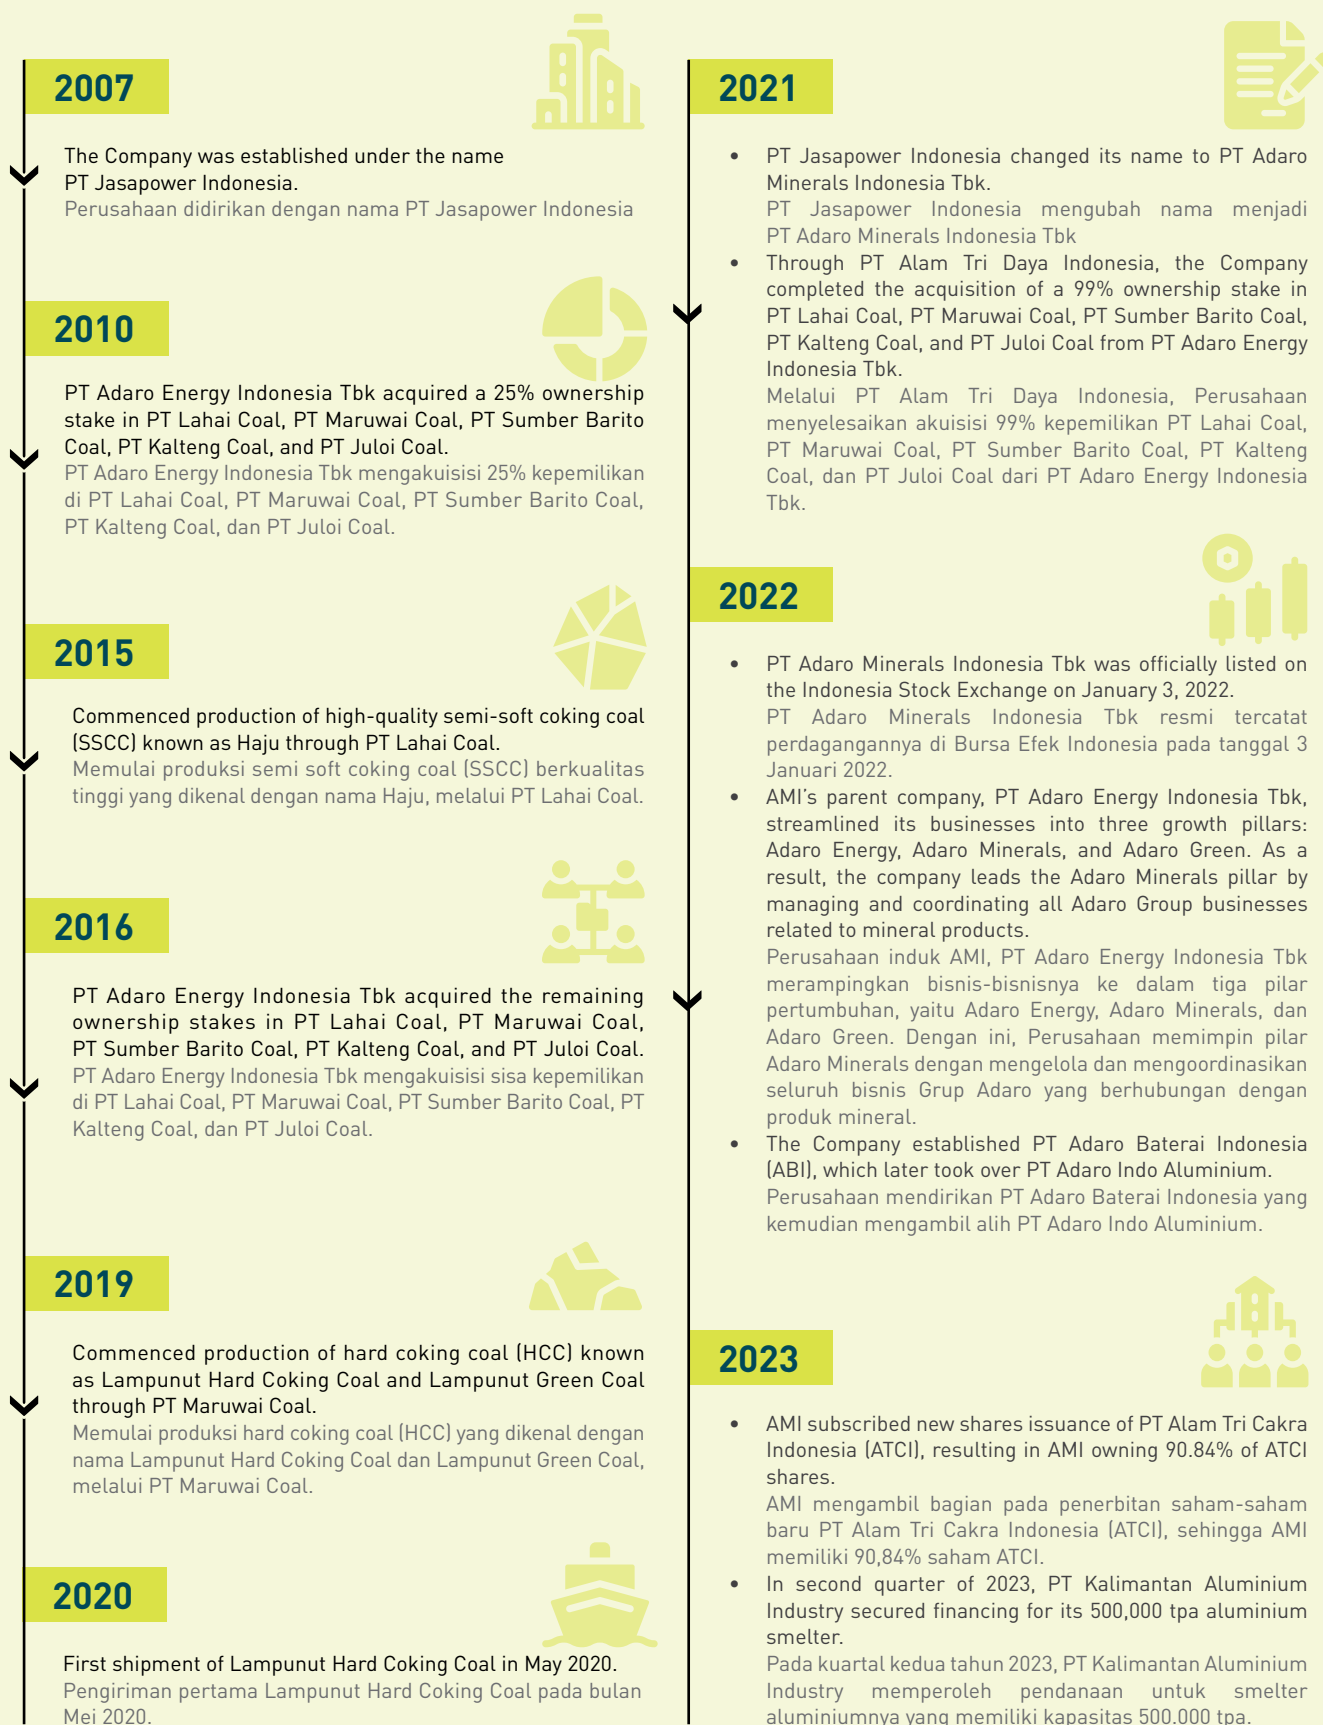 2007
The Company was established under the name
PT Jasapower Indonesia.
Perusahaan didirikan dengan nama PT Jasapower Indonesia
2010
PT Adaro Energy Indonesia Tbk acquired a 25% ownership
stake in PT Lahai Coal, PT Maruwai Coal, PT Sumber Barito
Coal, PT Kalteng Coal, and PT Juloi Coal.
PT Adaro Energy Indonesia Tbk mengakuisisi 25% kepemilikan
di PT Lahai Coal, PT Maruwai Coal, PT Sumber Barito Coal,
PT Kalteng Coal, dan PT Juloi Coal.
2015
Commenced production of high-quality semi-soft coking coal
(SSCC) known as Haju through PT Lahai Coal.
Memulai produksi semi soft coking coal (SSCC) berkualitas
tinggi yang dikenal dengan nama Haju, melalui PT Lahai Coal.
2016
PT Adaro Energy Indonesia Tbk acquired the remaining
ownership stakes in PT Lahai Coal, PT Maruwai Coal,
PT Sumber Barito Coal, PT Kalteng Coal, and PT Juloi Coal.
PT Adaro Energy Indonesia Tbk mengakuisisi sisa kepemilikan
di PT Lahai Coal, PT Maruwai Coal, PT Sumber Barito Coal, PT
Kalteng Coal, dan PT Juloi Coal.
2019
Commenced production of hard coking coal (HCC) known
as Lampunut Hard Coking Coal and Lampunut Green Coal
through PT Maruwai Coal.
Memulai produksi hard coking coal (HCC) yang dikenal dengan
nama Lampunut Hard Coking Coal dan Lampunut Green Coal,
melalui PT Maruwai Coal.
2020
First shipment of Lampunut Hard Coking Coal in May 2020.
Pengiriman pertama Lampunut Hard Coking Coal pada bulan
Mei 2020.
2021
• PT Jasapower Indonesia changed its name to PT Adaro
Minerals Indonesia Tbk.
PT Jasapower Indonesia mengubah nama menjadi
PT Adaro Minerals Indonesia Tbk
• Through PT Alam Tri Daya Indonesia, the Company
completed the acquisition of a 99% ownership stake in
PT Lahai Coal, PT Maruwai Coal, PT Sumber Barito Coal,
PT Kalteng Coal, and PT Juloi Coal from PT Adaro Energy
Indonesia Tbk.
Melalui PT Alam Tri Daya Indonesia, Perusahaan
menyelesaikan akuisisi 99% kepemilikan PT Lahai Coal,
PT Maruwai Coal, PT Sumber Barito Coal, PT Kalteng
Coal, dan PT Juloi Coal dari PT Adaro Energy Indonesia
Tbk.
2022
• PT Adaro Minerals Indonesia Tbk was officially listed on
the Indonesia Stock Exchange on January 3, 2022.
PT Adaro Minerals Indonesia Tbk resmi tercatat
perdagangannya di Bursa Efek Indonesia pada tanggal 3
Januari 2022.
• AMI's parent company, PT Adaro Energy Indonesia Tbk,
streamlined its businesses into three growth pillars:
Adaro Energy, Adaro Minerals, and Adaro Green. As a
result, the company leads the Adaro Minerals pillar by
managing and coordinating all Adaro Group businesses
related to mineral products.
Perusahaan induk AMI, PT Adaro Energy Indonesia Tbk
merampingkan bisnis-bisnisnya ke dalam tiga pilar
pertumbuhan, yaitu Adaro Energy, Adaro Minerals, dan
Adaro Green. Dengan ini, Perusahaan memimpin pilar
Adaro Minerals dengan mengelola dan mengoordinasikan
seluruh bisnis Grup Adaro yang berhubungan dengan
produk mineral.
• The Company established PT Adaro Baterai Indonesia
(ABI), which later took over PT Adaro Indo Aluminium.
Perusahaan mendirikan PT Adaro Baterai Indonesia yang
kemudian mengambil alih PT Adaro Indo Aluminium.
2023
• AMI subscribed new shares issuance of PT Alam Tri Cakra
Indonesia (ATCI), resulting in AMI owning 90.84% of ATCI
shares.
AMI mengambil bagian pada penerbitan saham-saham
baru PT Alam Tri Cakra Indonesia (ATCI), sehingga AMI
memiliki 90,84% saham ATCI.
• In second quarter of 2023, PT Kalimantan Aluminium
Industry secured financing for its 500,000 tpa aluminium
smelter.
Pada kuartal kedua tahun 2023, PT Kalimantan Aluminium
Industry memperoleh pendanaan untuk smelter
aluminiumnya yang memiliki kapasitas 500.000 tpa.